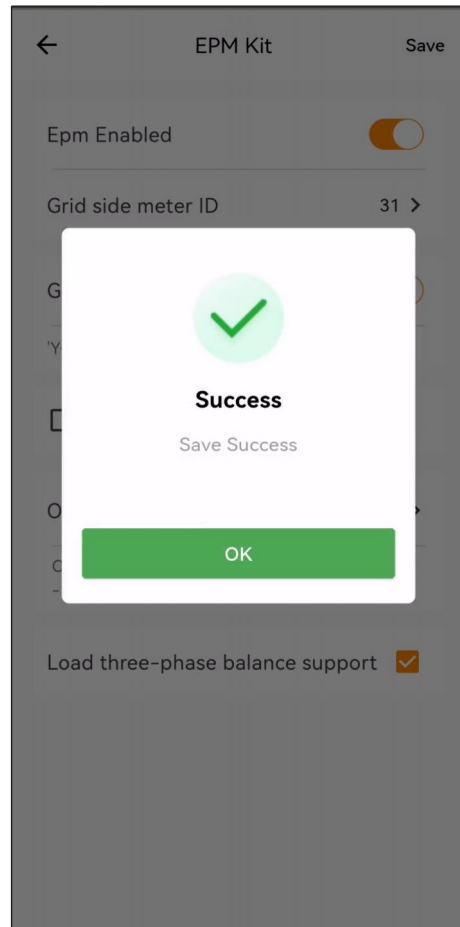 EPM Kit
Save
Epm Enabled
Grid side meter ID
31
Success
Save Success
OK
Load three-phase balance support